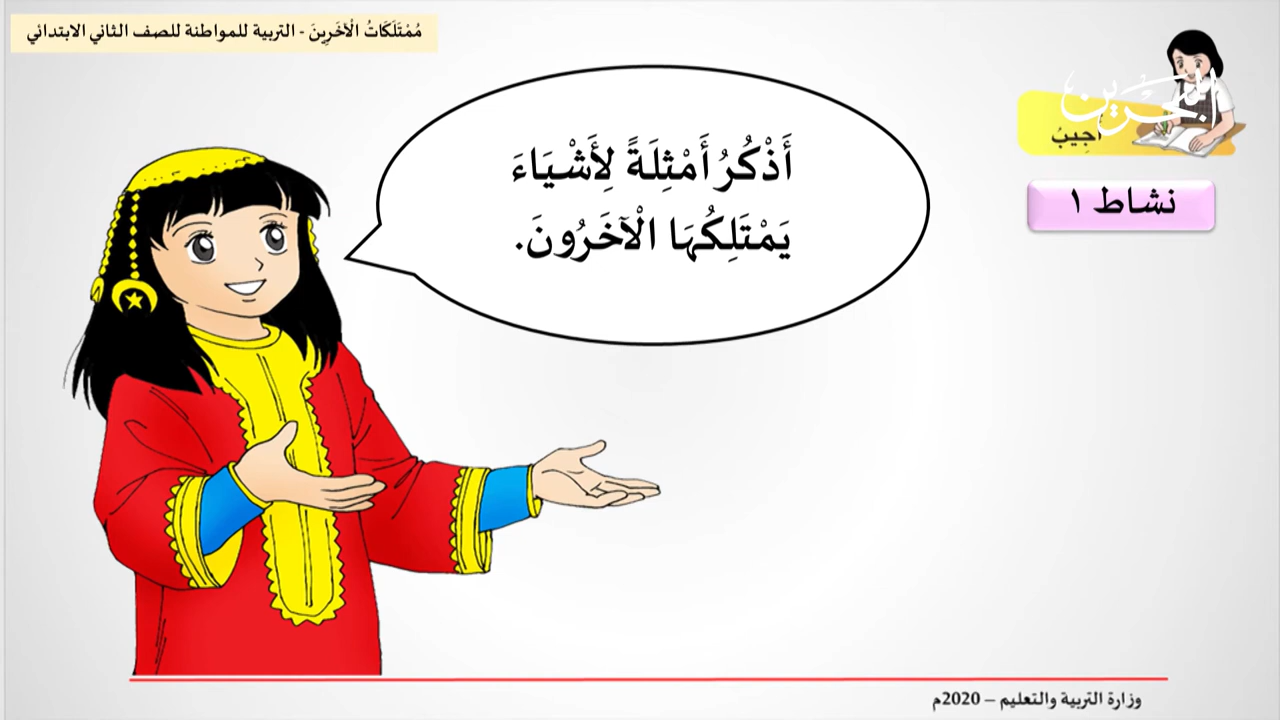 مُمْتَلَكَاتُ الْآخَرِينَ - التربية للمواطنة للصف الثاني الابتدائي
البحرين
أُجِيبُ
نشاط ١
أَذْكُرُ أَمْثِلَةً لِأَشْيَاءَ
يَمْتَلِكُهَا الْآخَرُونَ.
وزارة التربية والتعليم – 2020م